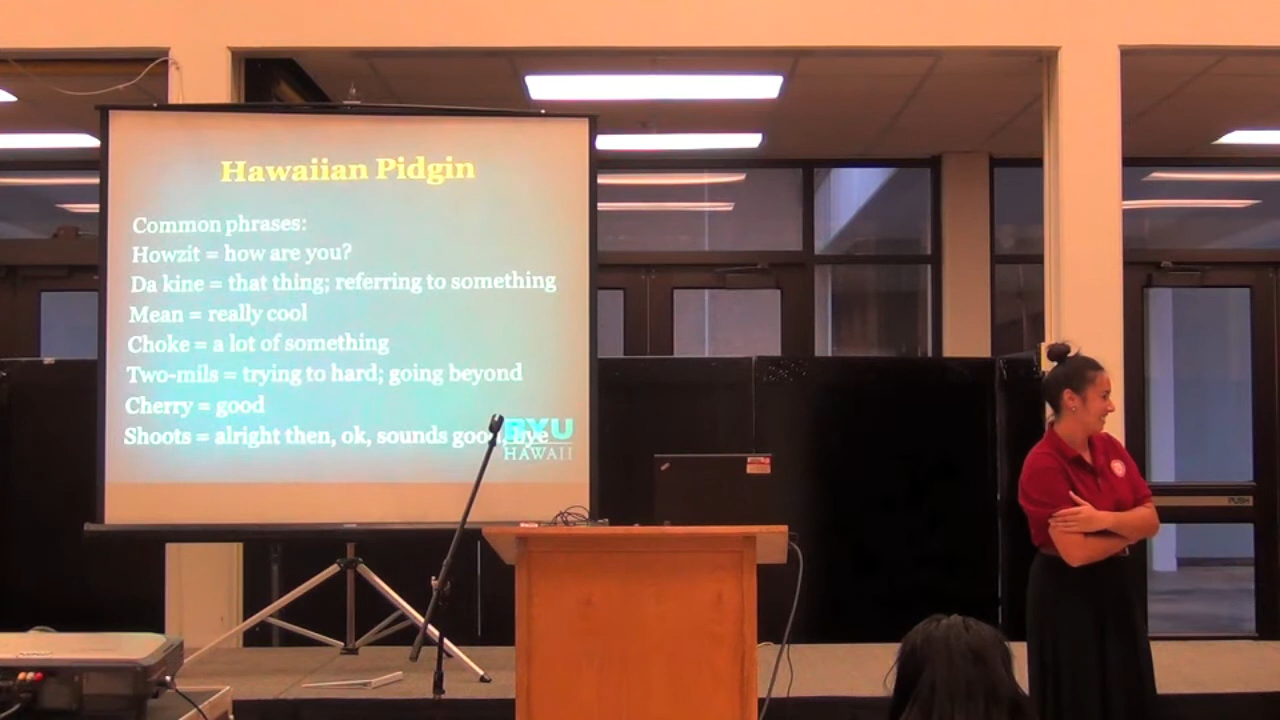 Hawaiian Pidgin
Common phrases:
Howzit = how are you?
Da kine = that thing; referring to something
Mean = really cool
Choke = a lot of something
Two-mils = trying to hard; going beyond
Cherry = good
Shoots = alright then, ok, sounds good, bye
BYU
HAWAII
PUSH